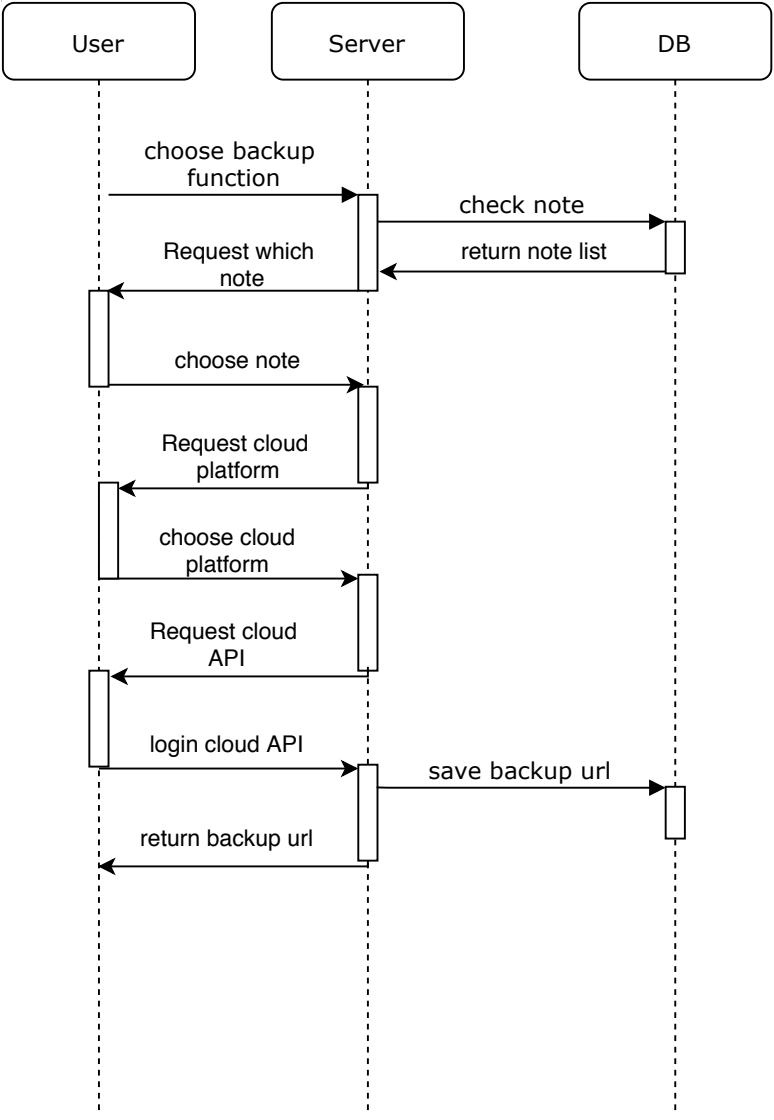 User
Server
DB
choose backup
function
check note
Request which
note
return note list
choose note
Request cloud
platform
choose cloud
platform
Request cloud
API
login cloud API
save backup url
return backup url